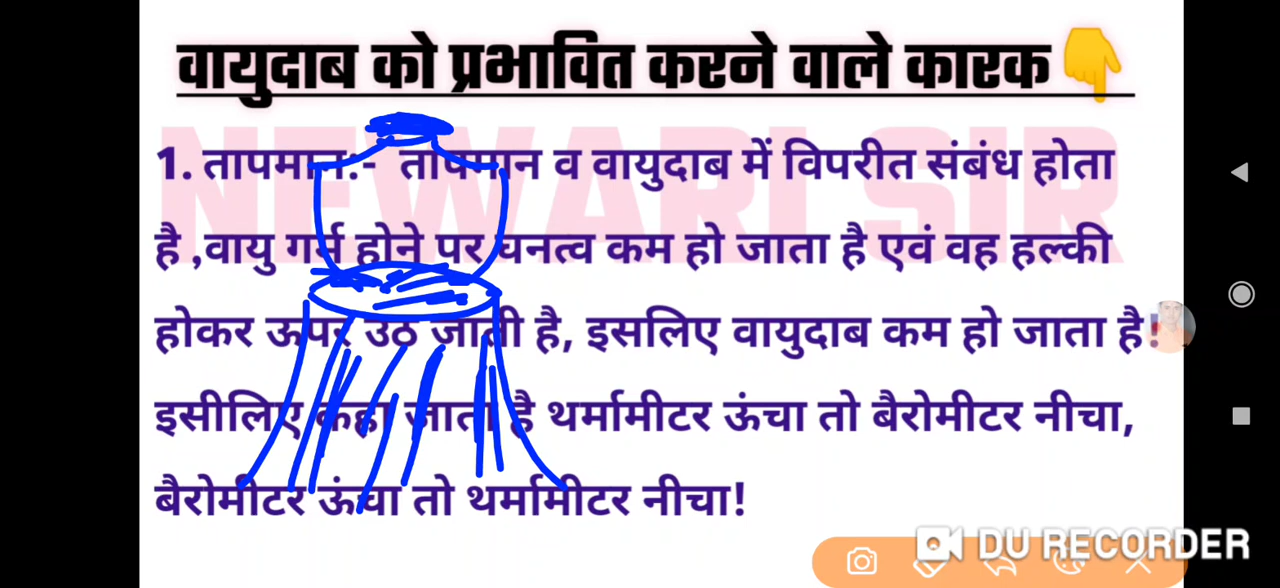 वायुदाब को प्रभावित करने वाले कारक
NEWARI SIR
1. तापमान:- तापमान व वायुदाब में विपरीत संबंध होता
है ,वायु गर्म होने पर घनत्व कम हो जाता है एवं वह हल्की
होकर ऊपर उठ जाती है, इसलिए वायुदाब कम हो जाता है!
इसीलिए कहा जाता है थर्मामीटर ऊंचा तो बैरोमीटर नीचा,
बैरोमीटर ऊंचा तो थर्मामीटर नीचा!
DU RECORDER